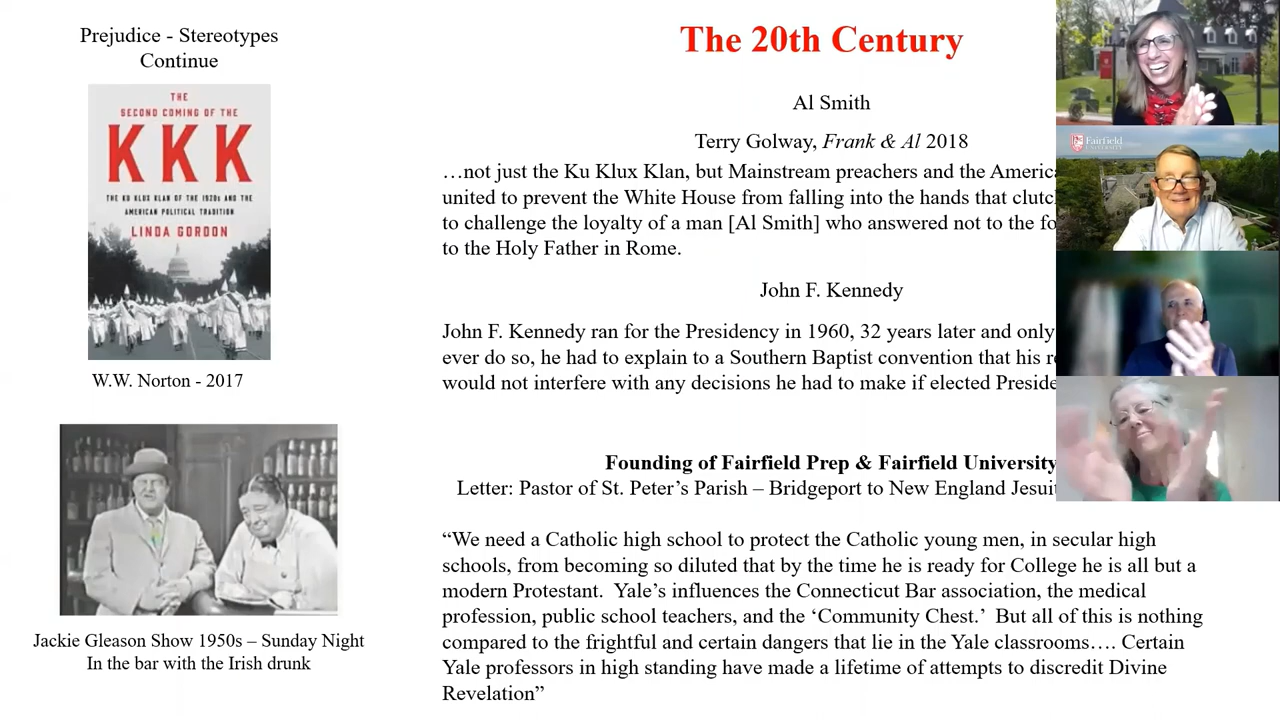 Prejudice - Stereotypes
Continue
THE
SECOND COMING OF THE
KKK
THE KU KLUX KLAN OF THE 1920s AND THE
AMERICAN POLITICAL TRADITION
LINDA GORDON
W.W. Norton - 2017
Jackie Gleason Show 1950s – Sunday Night
In the bar with the Irish drunk
The 20th Century
Al Smith
Terry Golway, Frank & Al 2018
…not just the Ku Klux Klan, but Mainstream preachers and the
united to prevent the White House from falling into the hands that
to challenge the loyalty of a man [Al Smith] who answered not to the
to the Holy Father in Rome.
John F. Kennedy
John F. Kennedy ran for the Presidency in 1960, 32 years later and only
ever do so, he had to explain to a Southern Baptist convention that his
would not interfere with any decisions he had to make if elected
Founding of Fairfield Prep & Fairfield University
Letter: Pastor of St. Peter’s Parish – Bridgeport to New England
“We need a Catholic high school to protect the Catholic young men, in secular high
schools, from becoming so diluted that by the time he is ready for College he is all but a
modern Protestant.  Yale’s influences the Connecticut Bar association, the medical
profession, public school teachers, and the ‘Community Chest.’  But all of this is nothing
compared to the frightful and certain dangers that lie in the Yale classrooms…. Certain
Yale professors in high standing have made a lifetime of attempts to discredit Divine
Revelation”
Fairfield
UNIVERSITY